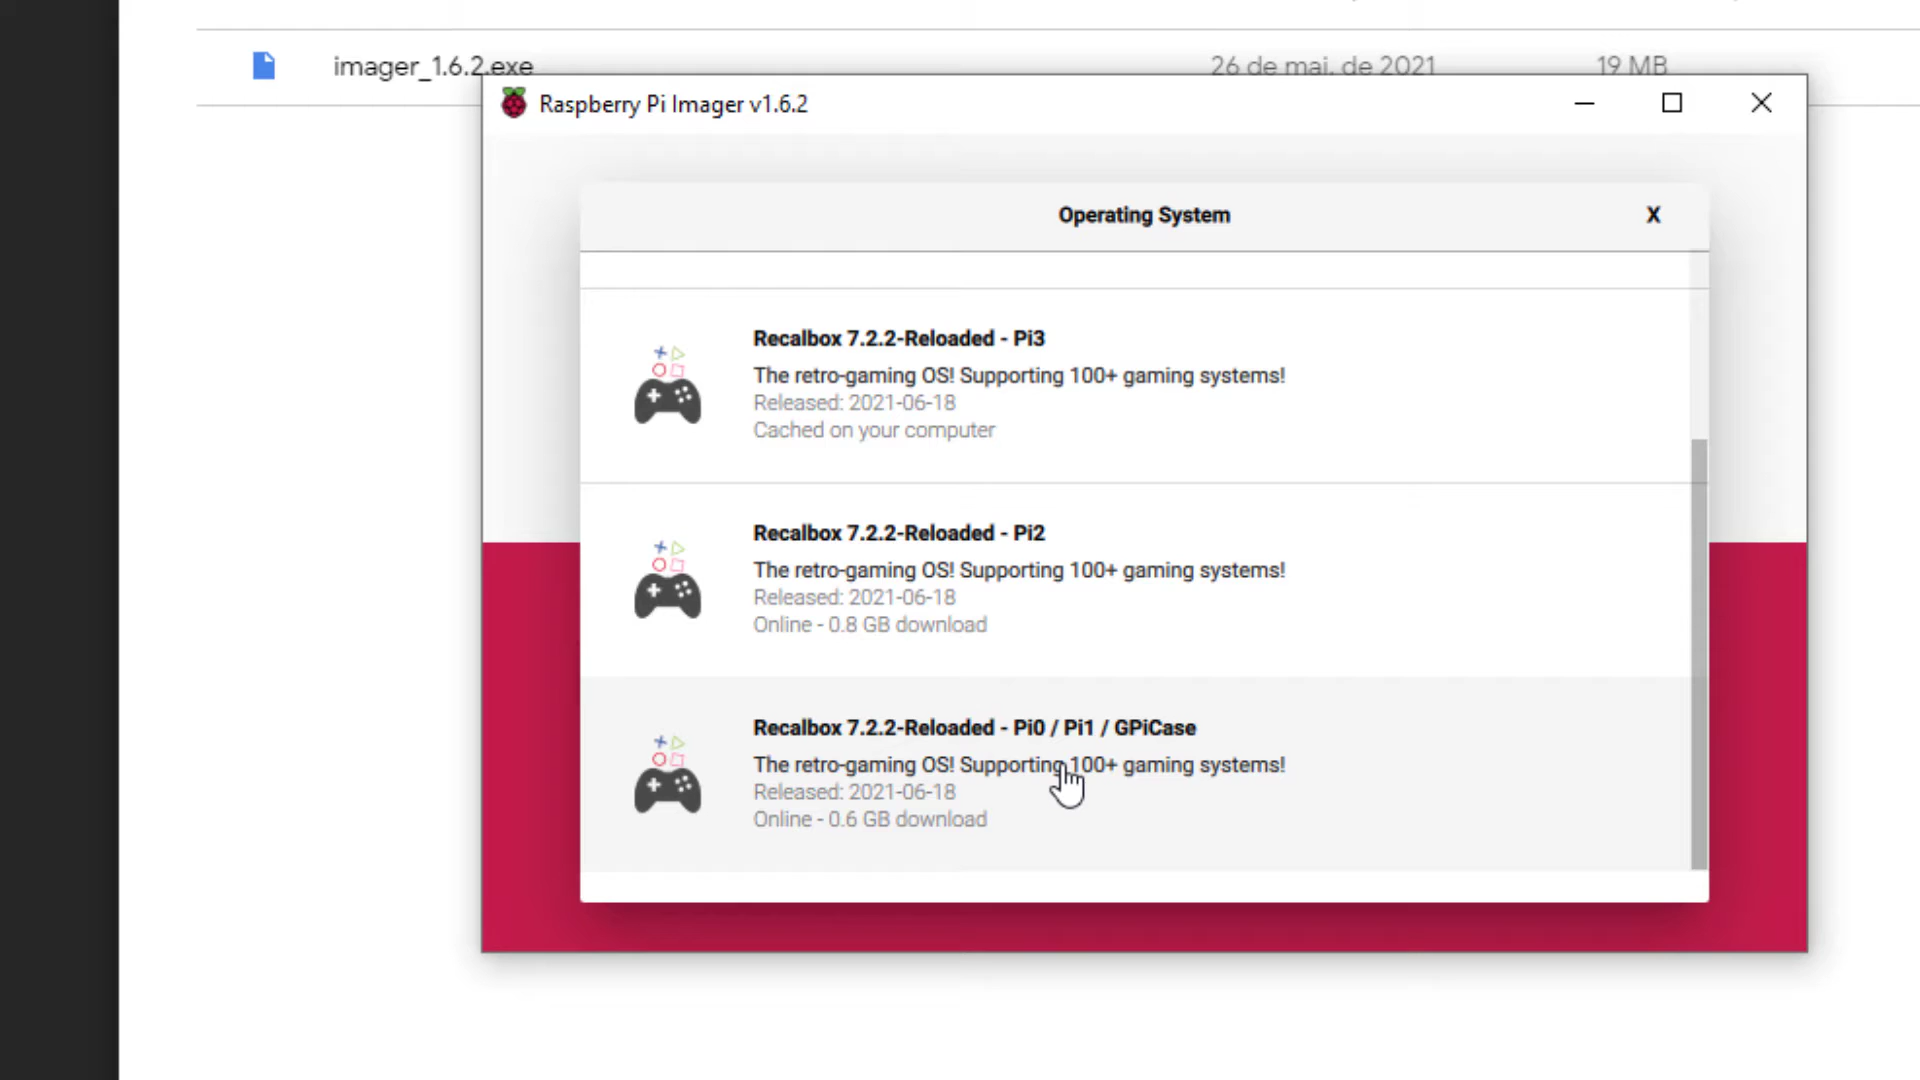 imager_1.6.2.exe 26 de mai. de 2021 19 MB
Raspberry Pi Imager v1.6.2
Operating System X
Recalbox 7.2.2-Reloaded - Pi3
The retro-gaming OS! Supporting 100+ gaming systems!
Released: 2021-06-18
Cached on your computer
Recalbox 7.2.2-Reloaded - Pi2
The retro-gaming OS! Supporting 100+ gaming systems!
Released: 2021-06-18
Online - 0.8 GB download
Recalbox 7.2.2-Reloaded - Pi0 / Pi1 / GPiCase
The retro-gaming OS! Supporting 100+ gaming systems!
Released: 2021-06-18
Online - 0.6 GB download